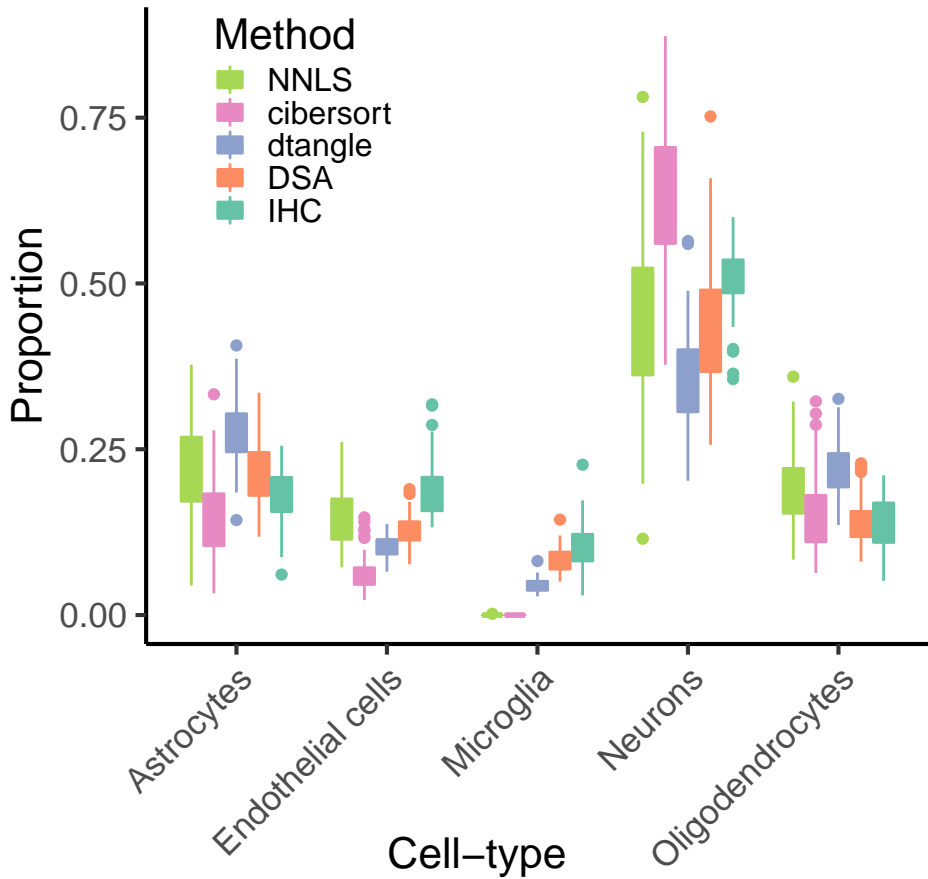 Method
NNLS
cibersort
dtangle
DSA
IHC
Proportion
0.75
0.50
0.25
0.00
Astrocytes
Endothelial cells
Microglia
Neurons
Oligodendrocytes
Cell−type